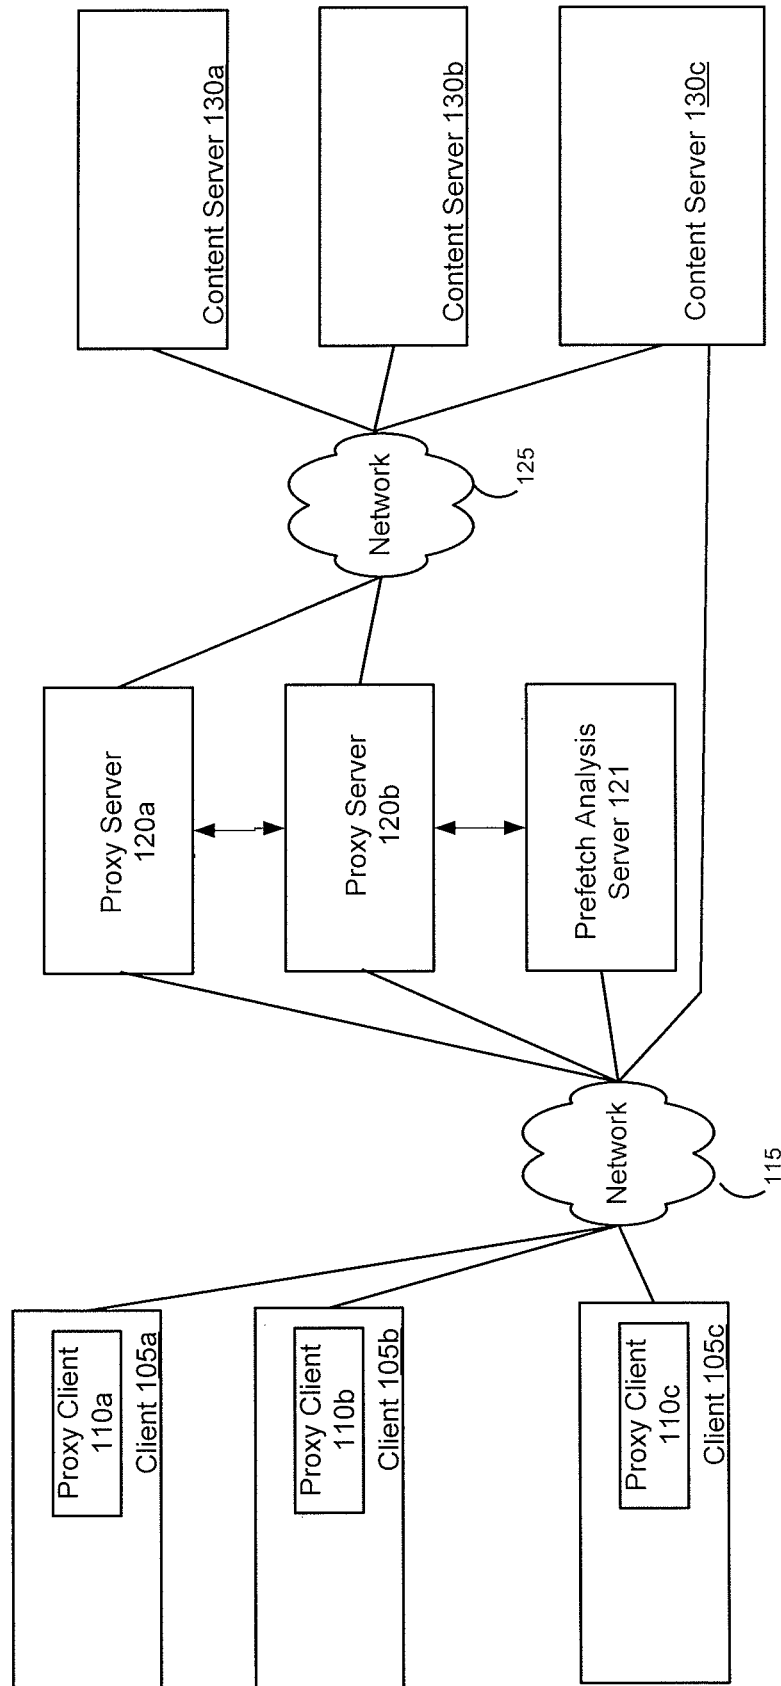 Proxy Client
110a
Client 105a
Proxy Client
110b
Client 105b
Proxy Client
110c
Client 105c
Network
115
Proxy Server
120a
Proxy Server
120b
Prefetch Analysis
Server 121
Network
125
Content Server 130a
Content Server 130b
Content Server 130c